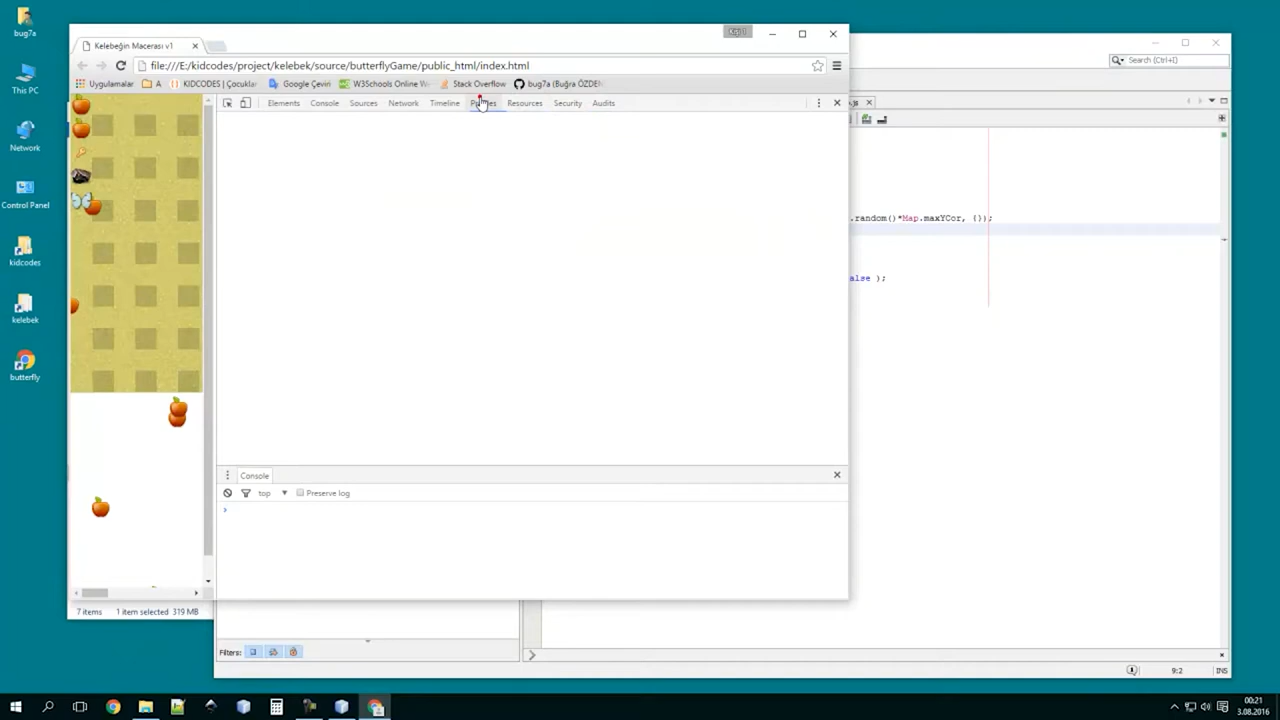 bug7a
This PC
Network
Control Panel
kidcodes
kelebek
butterfly
Kelebeğin Macerası v1
file:///E:/kidcodes/project/kelebek/source/butterflyGame/public_html/index.html
Uygulamalar
A
KIDCODES | Çocuklar
Google Çeviri
W3Schools Online We
Stack Overflow
bug7a (Buğra ÖZDEN
Search (Ctrl+I)
Elements
Console
Sources
Network
Timeline
Profiles
Resources
Security
Audits
.js
.random()*Map.maxYCor, {});
alse );
Console
top
Preserve log
7 items
1 item selected 319 MB
Filters:
9:2
INS
00:21
3.08.2016